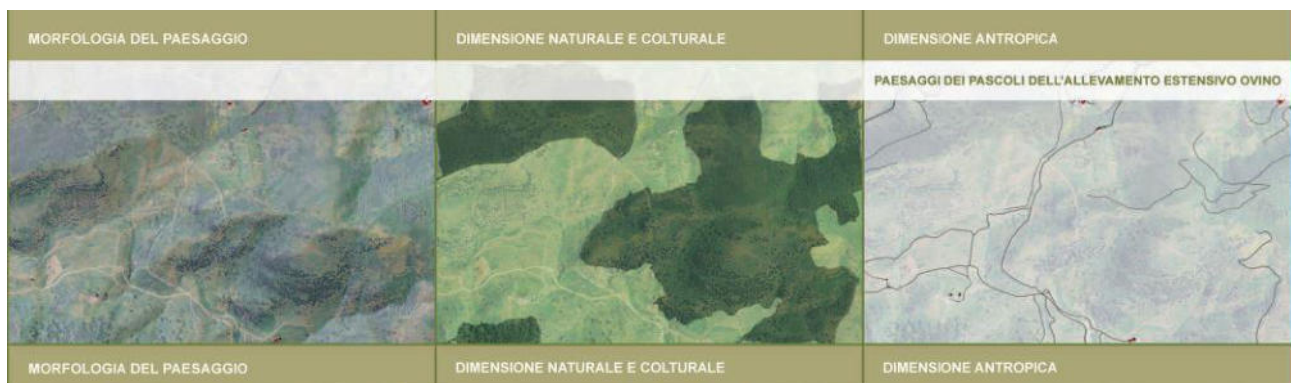 MORFOLOGIA DEL PAESAGGIO
DIMENSIONE NATURALE E COLTURALE
DIMENSIONE ANTROPICA
PAESAGGI DEI PASCOLI DELL'ALLEVAMENTO ESTENSIVO OVINO
MORFOLOGIA DEL PAESAGGIO
DIMENSIONE NATURALE E COLTURALE
DIMENSIONE ANTROPICA